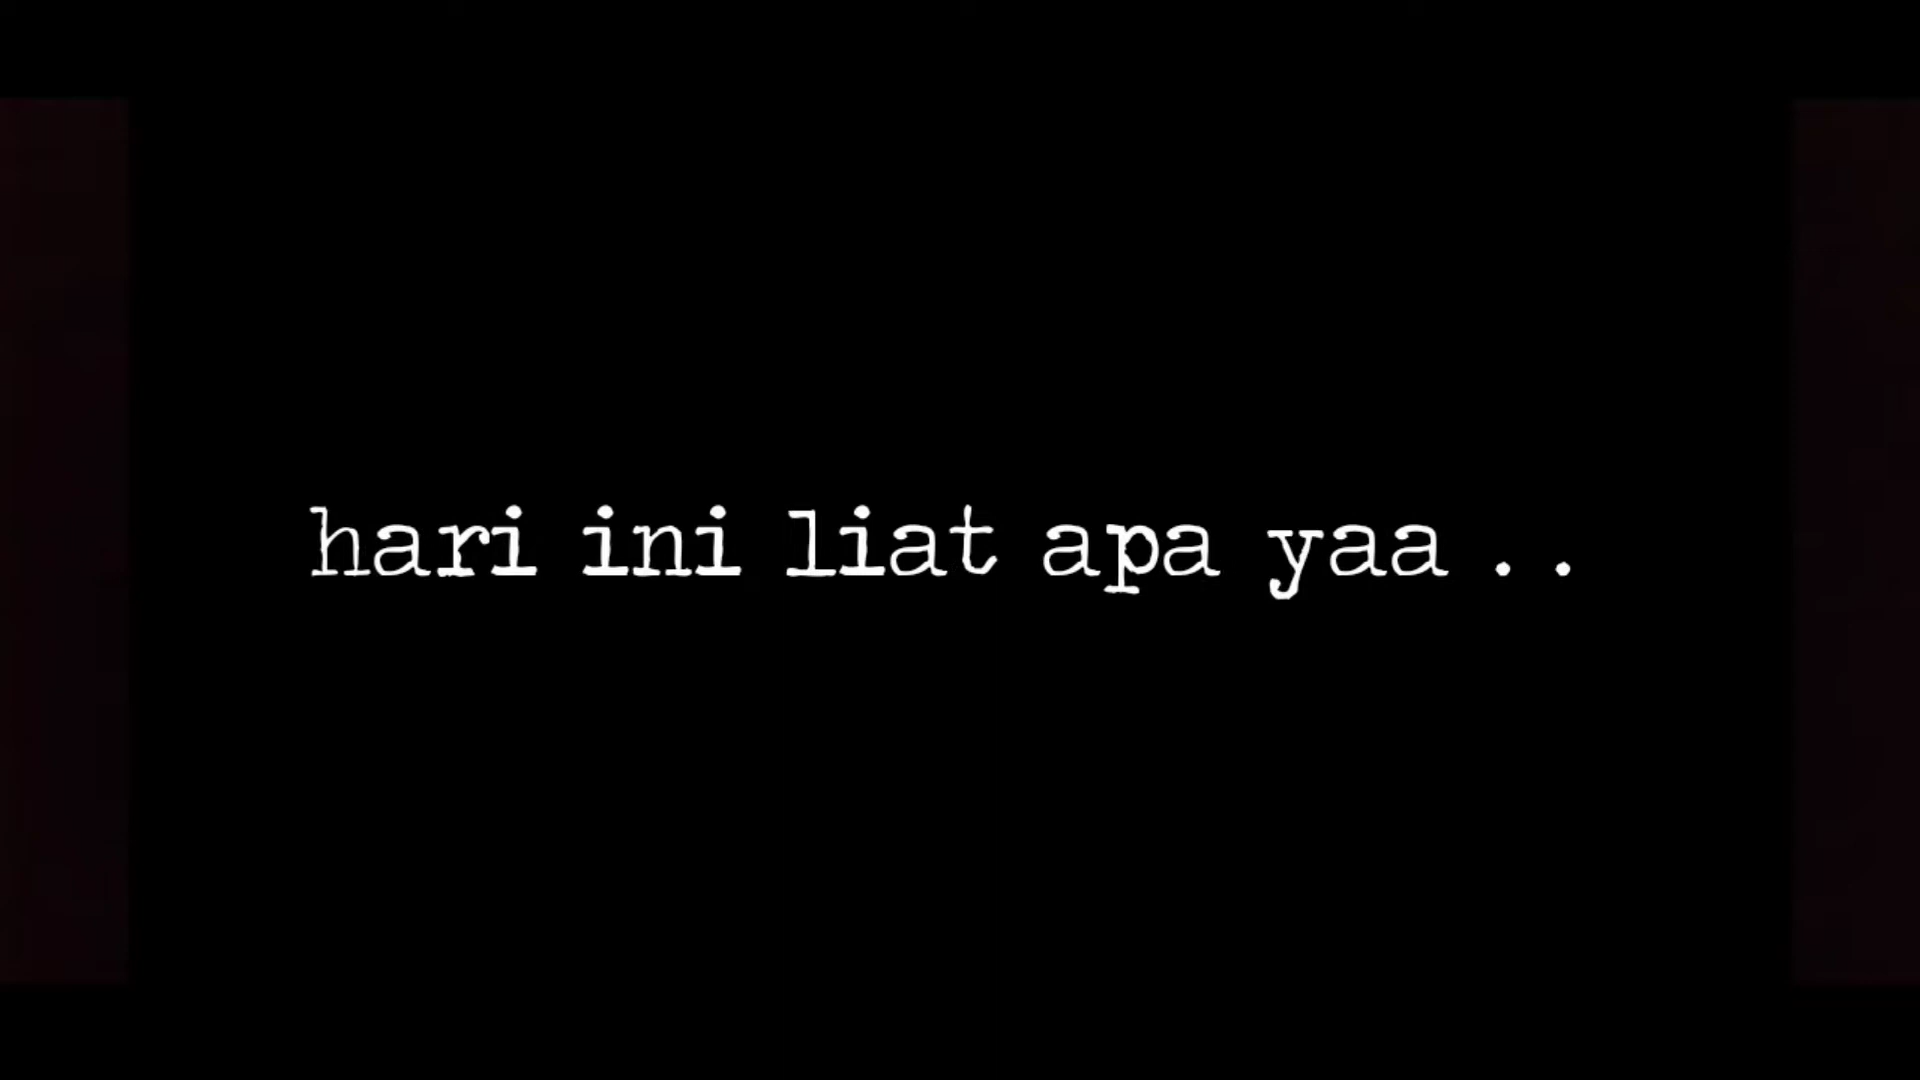 hari ini liat apa yaa . .